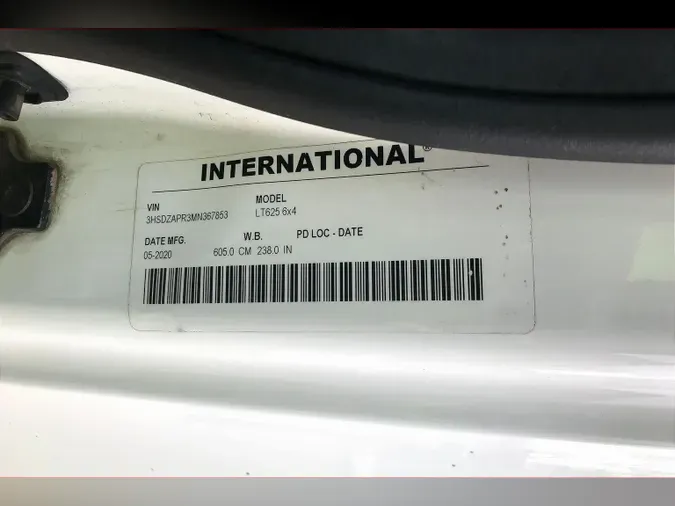 INTERNATIONAL®
VIN MODEL
3HSDZAPR3MN367853 LT625 6x4
DATE MFG. W.B. PD LOC - DATE
05-2020 605.0 CM 238.0 IN